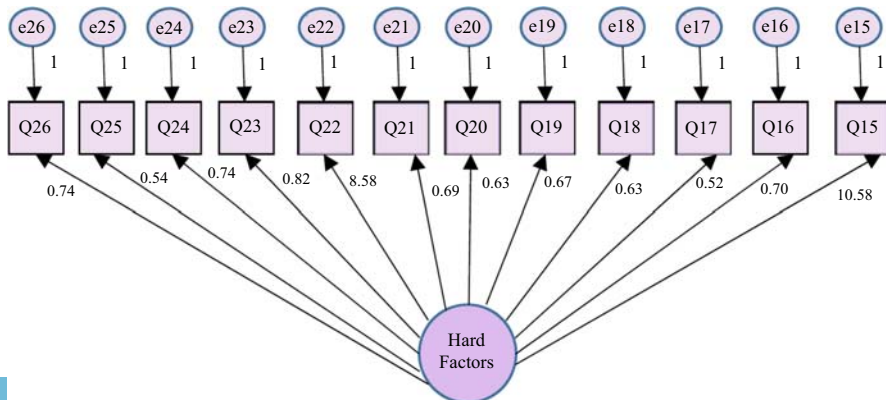 e26 e25 e24 e23 e22 e21 e20 e19 e18 e17 e16 e15
1 1 1 1 1 1 1 1 1 1 1 1
Q26 Q25 Q24 Q23 Q22 Q21 Q20 Q19 Q18 Q17 Q16 Q15
0.74 0.54 0.74 0.82 8.58 0.69 0.63 0.67 0.63 0.52 0.70 10.58
Hard
Factors